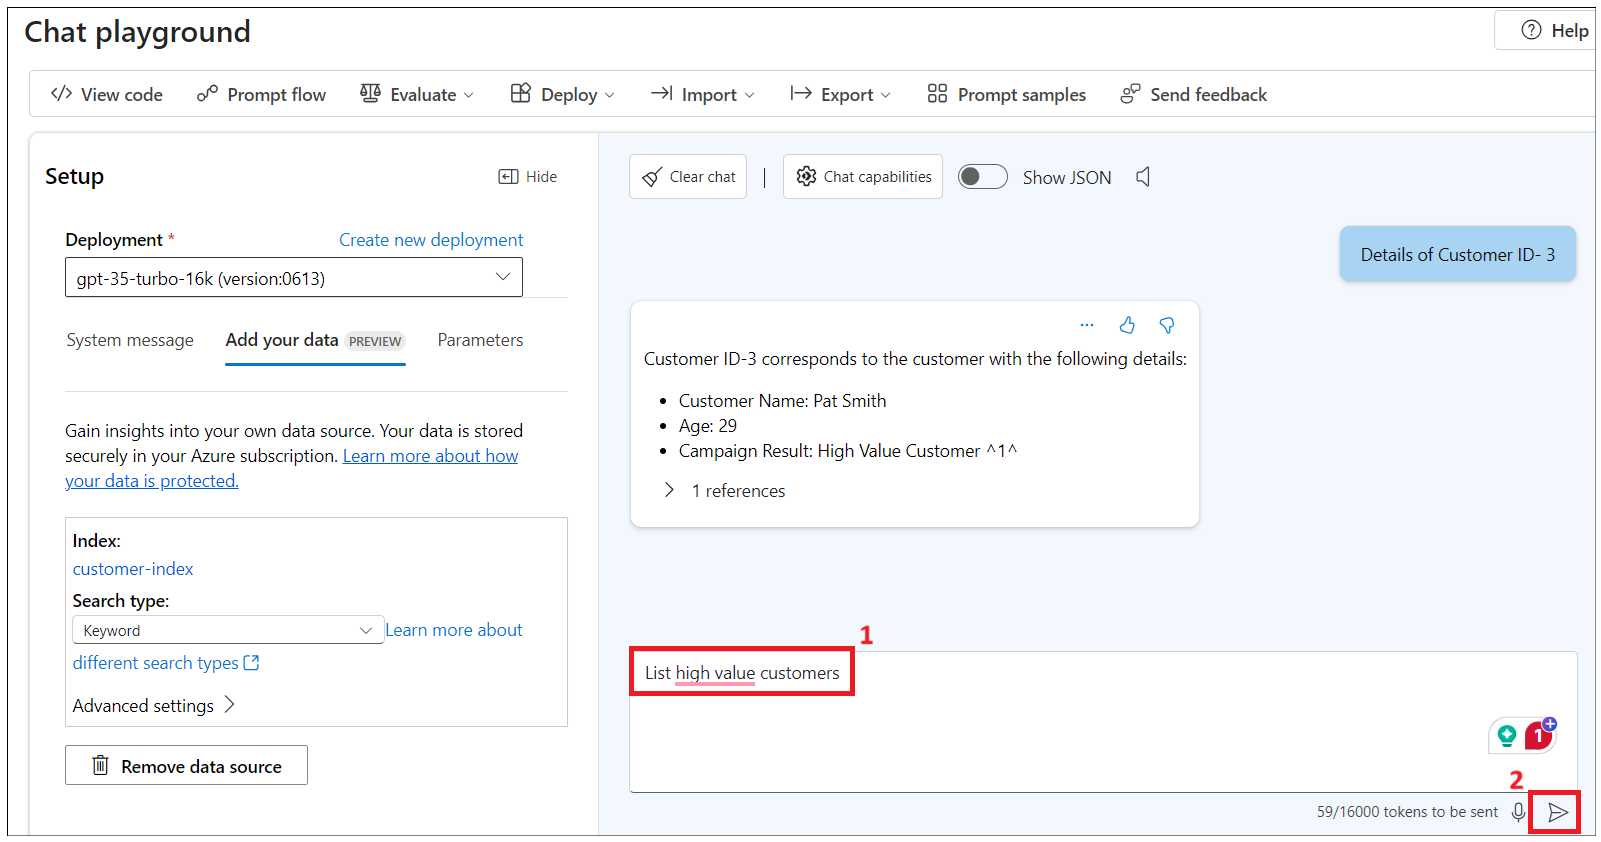 Chat playground
Help
View code
Prompt flow
Evaluate
Deploy
Import
Export
Prompt samples
Send feedback
Setup
Hide
Clear chat
Chat capabilities
Show JSON
Deployment *
Create new deployment
Details of Customer ID- 3
gpt-35-turbo-16k (version:0613)
System message
Add your data PREVIEW
Parameters
Customer ID-3 corresponds to the customer with the following details:
• Customer Name: Pat Smith
• Age: 29
• Campaign Result: High Value Customer ^1^
1 references
Gain insights into your own data source. Your data is stored
securely in your Azure subscription. Learn more about how
your data is protected.
Index:
customer-index
Search type:
Keyword
Learn more about
different search types
Advanced settings
Remove data source
1
List high value customers
1
2
59/16000 tokens to be sent